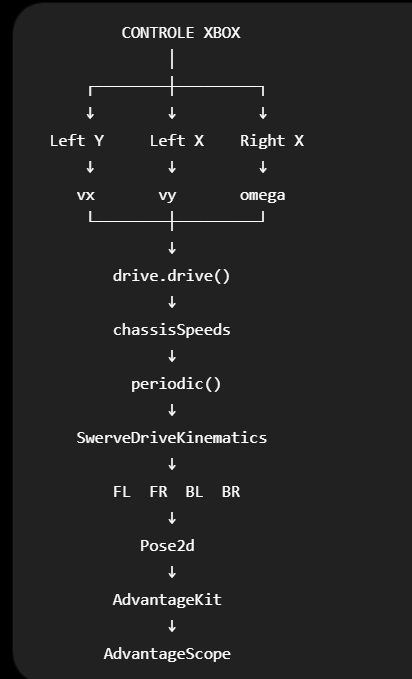 CONTROLE XBOX
Left Y Left X Right X
vx vy omega
drive.drive()
chassisSpeeds
periodic()
SwerveDriveKinematics
FL FR BL BR
Pose2d
AdvantageKit
AdvantageScope